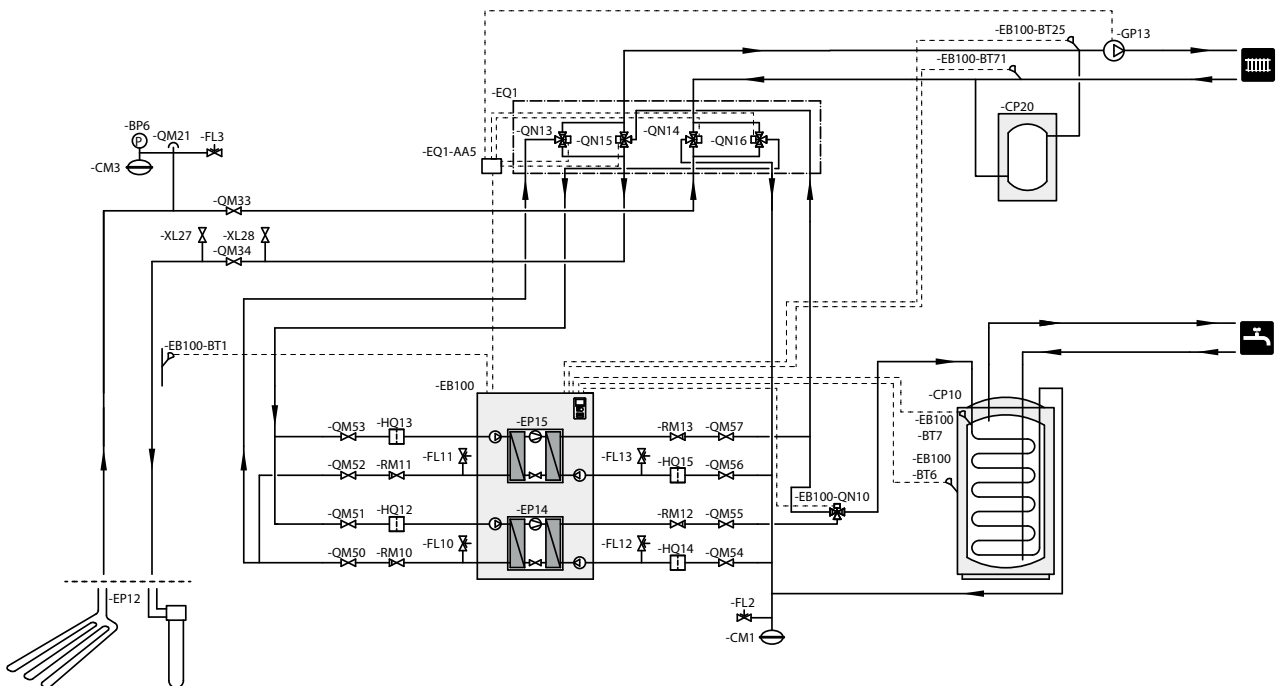 -EB100-BT25
-GP13
-EB100-BT71
-EQ1
-CP20
-BP6
-QM21
-FL3
P
-QN13
-QN15
-QN14
-QN16
-CM3
-EQ1-AA5
-QM33
-XL27
-XL28
-QM34
-EB100-BT1
-EB100
-CP10
-EB100
-BT7
-EB100
-BT6
-QM53
-HQ13
-EP15
-RM13
-QM57
-QM52
-RM11
-FL11
-FL13
-HQ15
-QM56
-EB100-QN10
-QM51
-HQ12
-EP14
-RM12
-QM55
-QM50
-RM10
-FL10
-FL12
-HQ14
-QM54
-EP12
-FL2
-CM1